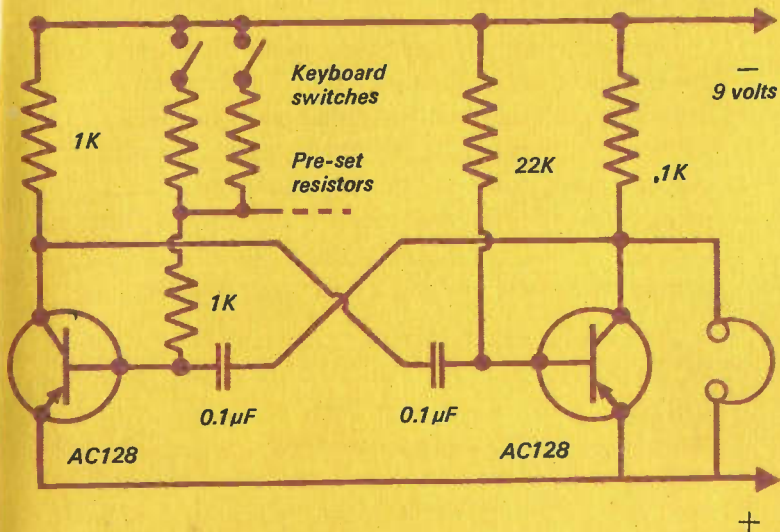 Keyboard
switches
—
9 volts
1K
Pre-set
resistors
22K
.1K
1K
0.1µF
0.1µF
AC128
AC128
+